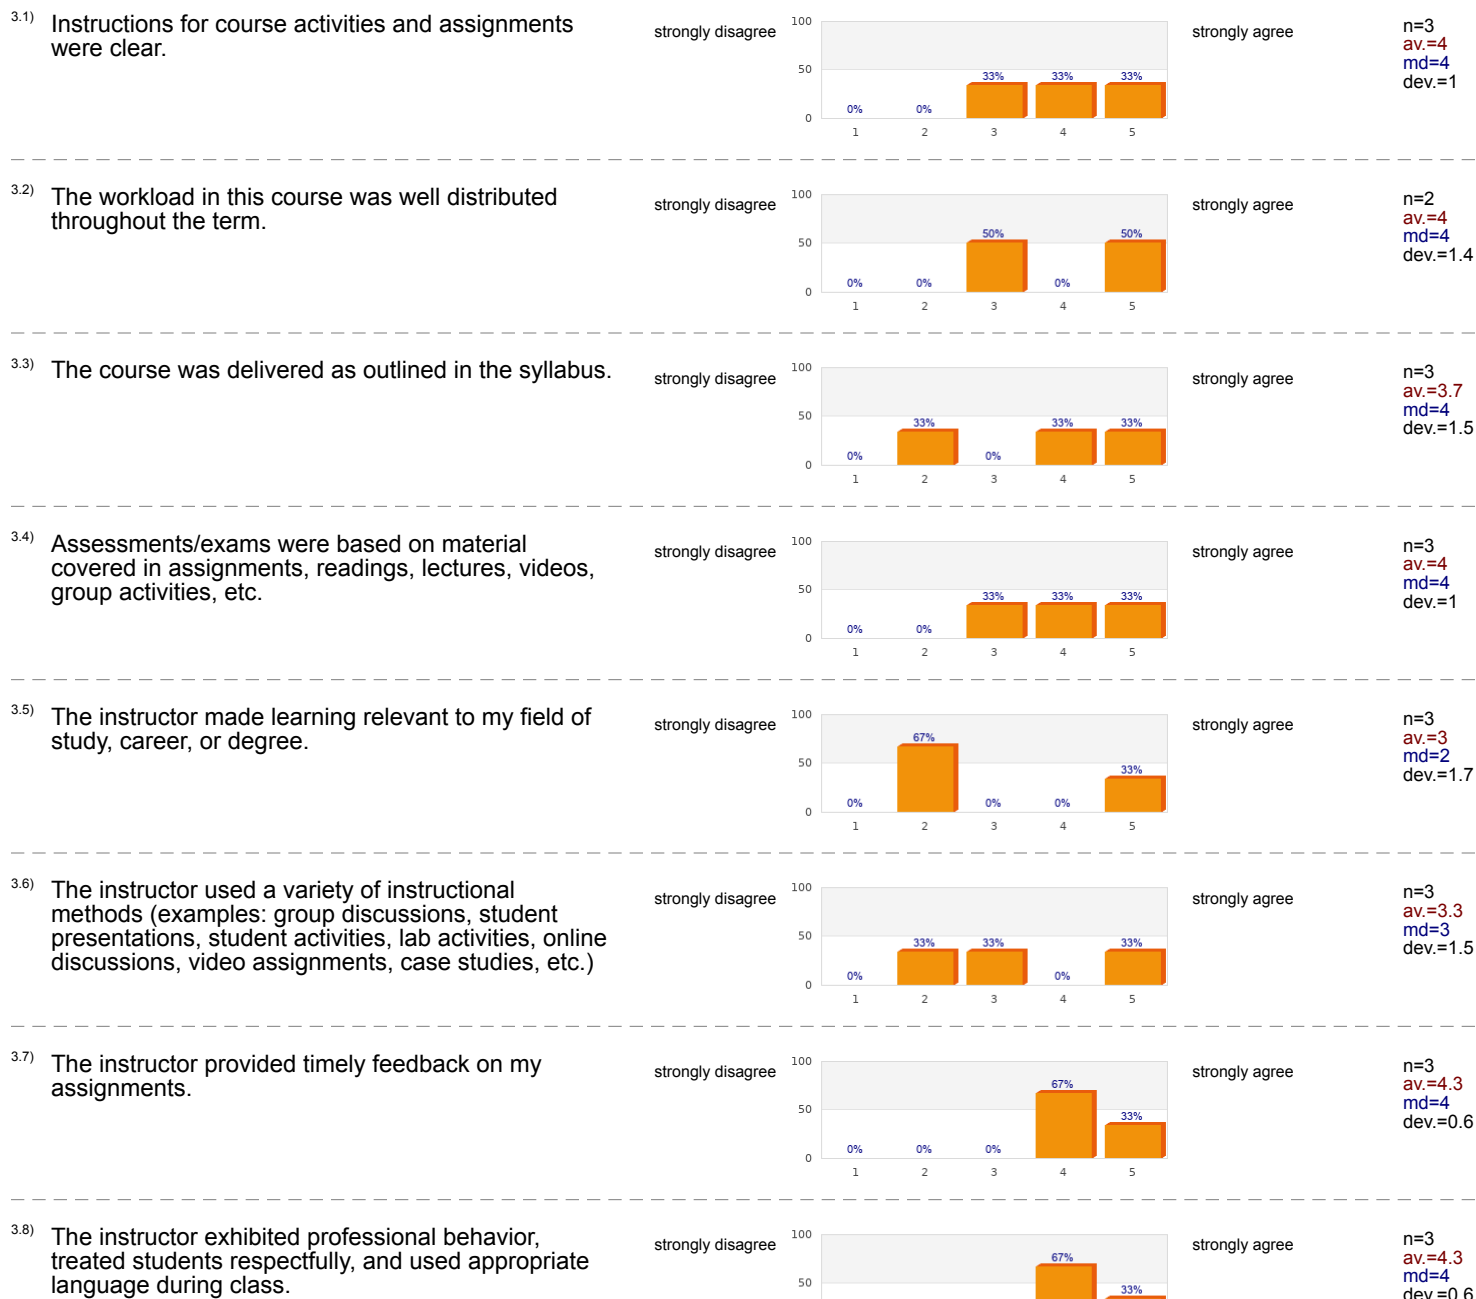 3.1) Instructions for course activities and assignments
were clear.
strongly disagree
100
50
0
0%
0%
33%
33%
33%
1 2 3 4 5
strongly agree
n=3
av.=4
md=4
dev.=1
3.2) The workload in this course was well distributed
throughout the term.
strongly disagree
100
50
0
0%
0%
50%
0%
50%
1 2 3 4 5
strongly agree
n=2
av.=4
md=4
dev.=1.4
3.3) The course was delivered as outlined in the syllabus.
strongly disagree
100
50
0
0%
33%
0%
33%
33%
1 2 3 4 5
strongly agree
n=3
av.=3.7
md=4
dev.=1.5
3.4) Assessments/exams were based on material
covered in assignments, readings, lectures, videos,
group activities, etc.
strongly disagree
100
50
0
0%
0%
33%
33%
33%
1 2 3 4 5
strongly agree
n=3
av.=4
md=4
dev.=1
3.5) The instructor made learning relevant to my field of
study, career, or degree.
strongly disagree
100
50
0
0%
67%
0%
0%
33%
1 2 3 4 5
strongly agree
n=3
av.=3
md=2
dev.=1.7
3.6) The instructor used a variety of instructional
methods (examples: group discussions, student
presentations, student activities, lab activities, online
discussions, video assignments, case studies, etc.)
strongly disagree
100
50
0
0%
33%
33%
0%
33%
1 2 3 4 5
strongly agree
n=3
av.=3.3
md=3
dev.=1.5
3.7) The instructor provided timely feedback on my
assignments.
strongly disagree
100
50
0
0%
0%
0%
67%
33%
1 2 3 4 5
strongly agree
n=3
av.=4.3
md=4
dev.=0.6
3.8) The instructor exhibited professional behavior,
treated students respectfully, and used appropriate
language during class.
strongly disagree
100
50
67%
33%
strongly agree
n=3
av.=4.3
md=4
dev.=0.6